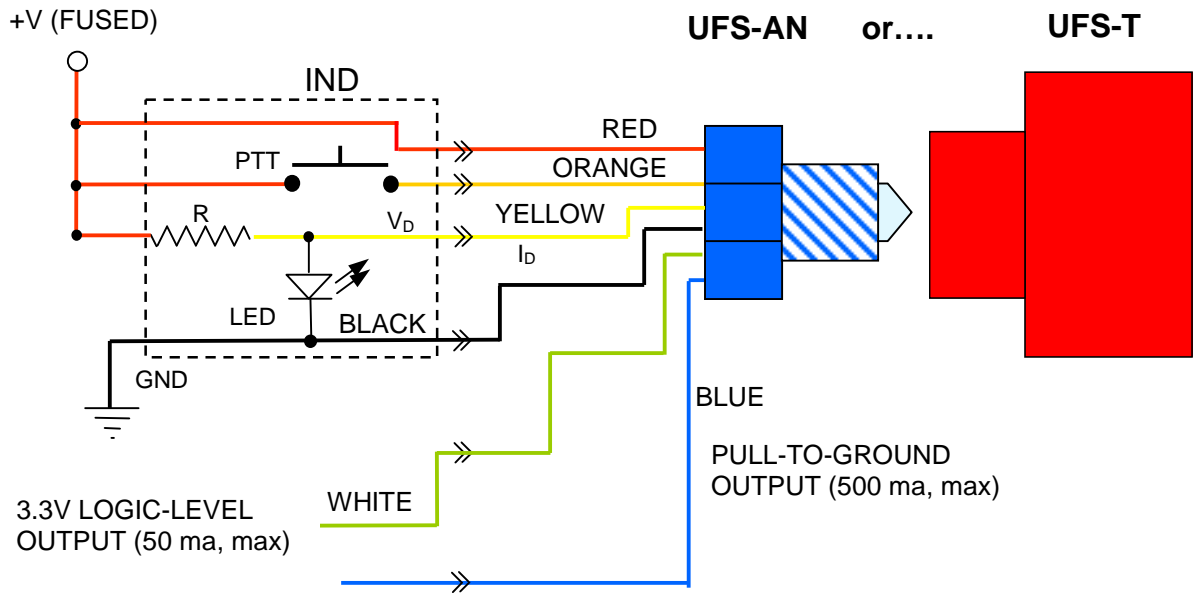 +V (FUSED)
UFS-AN or…. UFS-T
IND
RED
PTT
ORANGE
R
YELLOW
VD
ID
LED
BLACK
GND
BLUE
PULL-TO-GROUND
OUTPUT (500 ma, max)
WHITE
3.3V LOGIC-LEVEL
OUTPUT (50 ma, max)